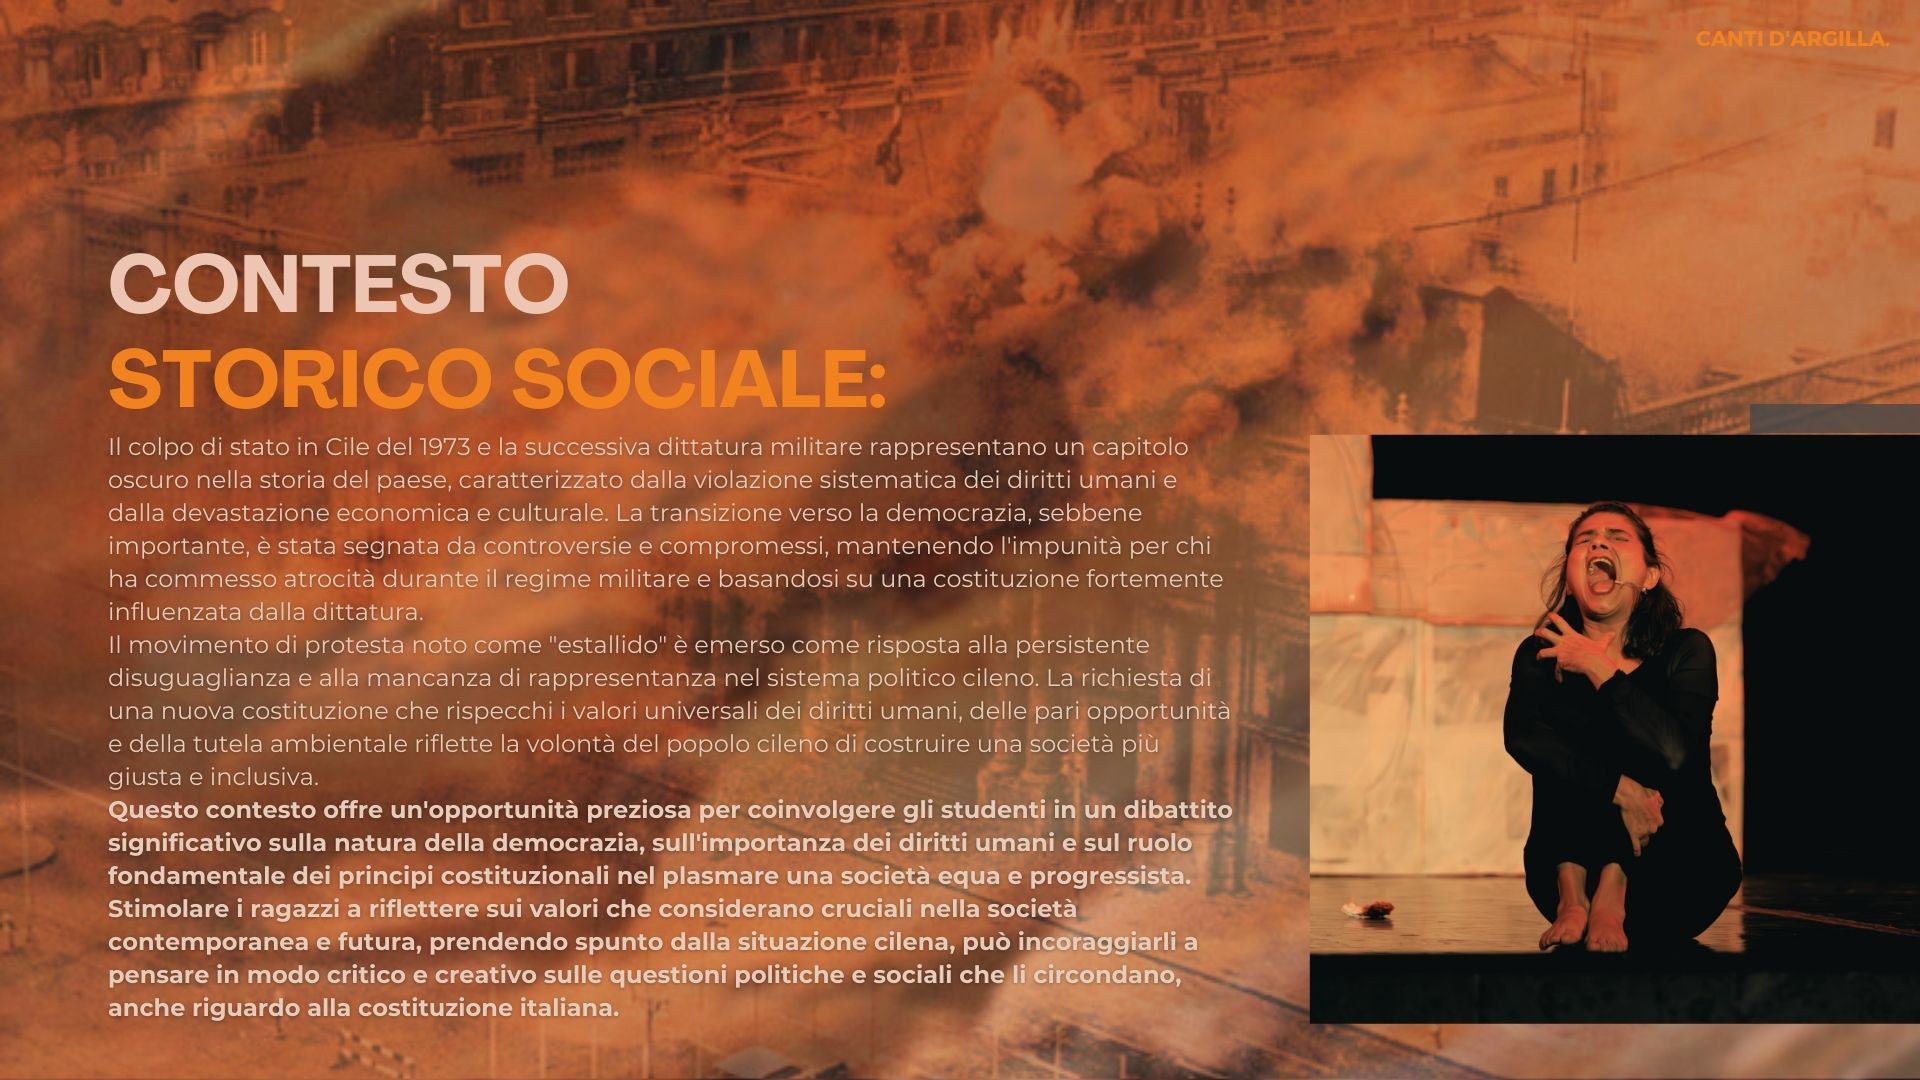 CANTI D'ARGILLA.
CONTESTO
STORICO SOCIALE:
Il colpo di stato in Cile del 1973 e la successiva dittatura militare rappresentano un capitolo
oscuro nella storia del paese, caratterizzato dalla violazione sistematica dei diritti umani e
dalla devastazione economica e culturale. La transizione verso la democrazia, sebbene
importante, è stata segnata da controversie e compromessi, mantenendo l'impunità per chi
ha commesso atrocità durante il regime militare e basandosi su una costituzione fortemente
influenzata dalla dittatura.
Il movimento di protesta noto come "estallido" è emerso come risposta alla persistente
disuguaglianza e alla mancanza di rappresentanza nel sistema politico cileno. La richiesta di
una nuova costituzione che rispecchi i valori universali dei diritti umani, delle pari opportunità
e della tutela ambientale riflette la volontà del popolo cileno di costruire una società più
giusta e inclusiva.
Questo contesto offre un'opportunità preziosa per coinvolgere gli studenti in un dibattito
significativo sulla natura della democrazia, sull'importanza dei diritti umani e sul ruolo
fondamentale dei principi costituzionali nel plasmare una società equa e progressista.
Stimolare i ragazzi a riflettere sui valori che considerano cruciali nella società
contemporanea e futura, prendendo spunto dalla situazione cilena, può incoraggiarli a
pensare in modo critico e creativo sulle questioni politiche e sociali che li circondano,
anche riguardo alla costituzione italiana.